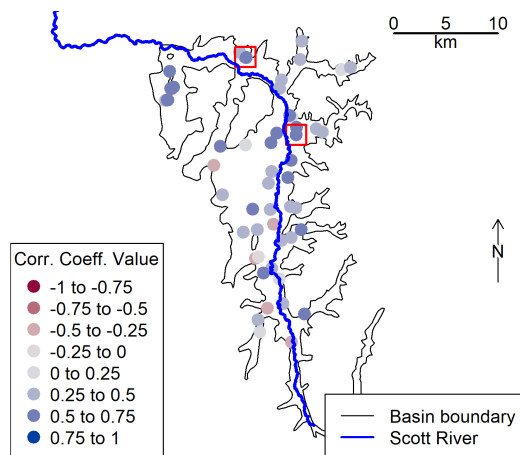 0 5 10
km
N
Corr. Coeff. Value
-1 to -0.75
-0.75 to -0.5
-0.5 to -0.25
-0.25 to 0
0 to 0.25
0.25 to 0.5
0.5 to 0.75
0.75 to 1
Basin boundary
Scott River